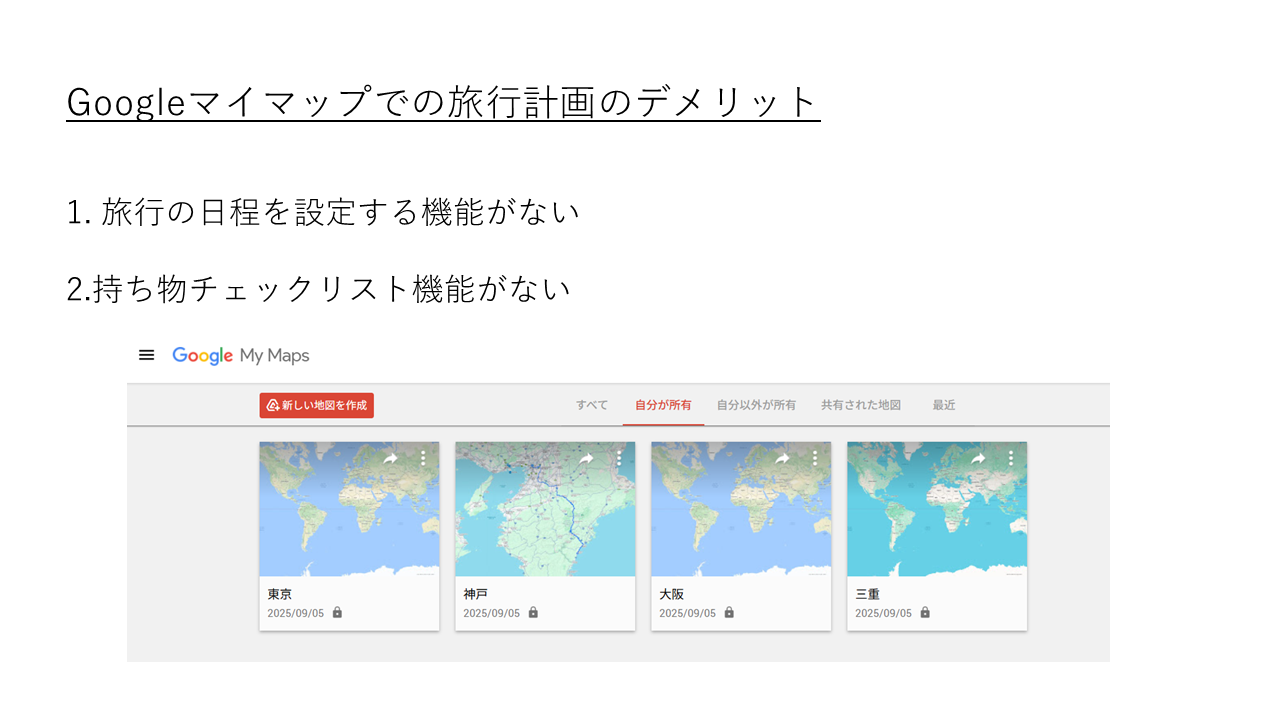 Googleマイマップでの旅行計画のデメリット
1. 旅行の日程を設定する機能がない
2.持ち物チェックリスト機能がない
Google My Maps
新しい地図を作成 すべて 自分が所有 自分以外が所有 共有された地図 最近
東京 神戸 大阪 三重
2025/09/05 2025/09/05 2025/09/05 2025/09/05